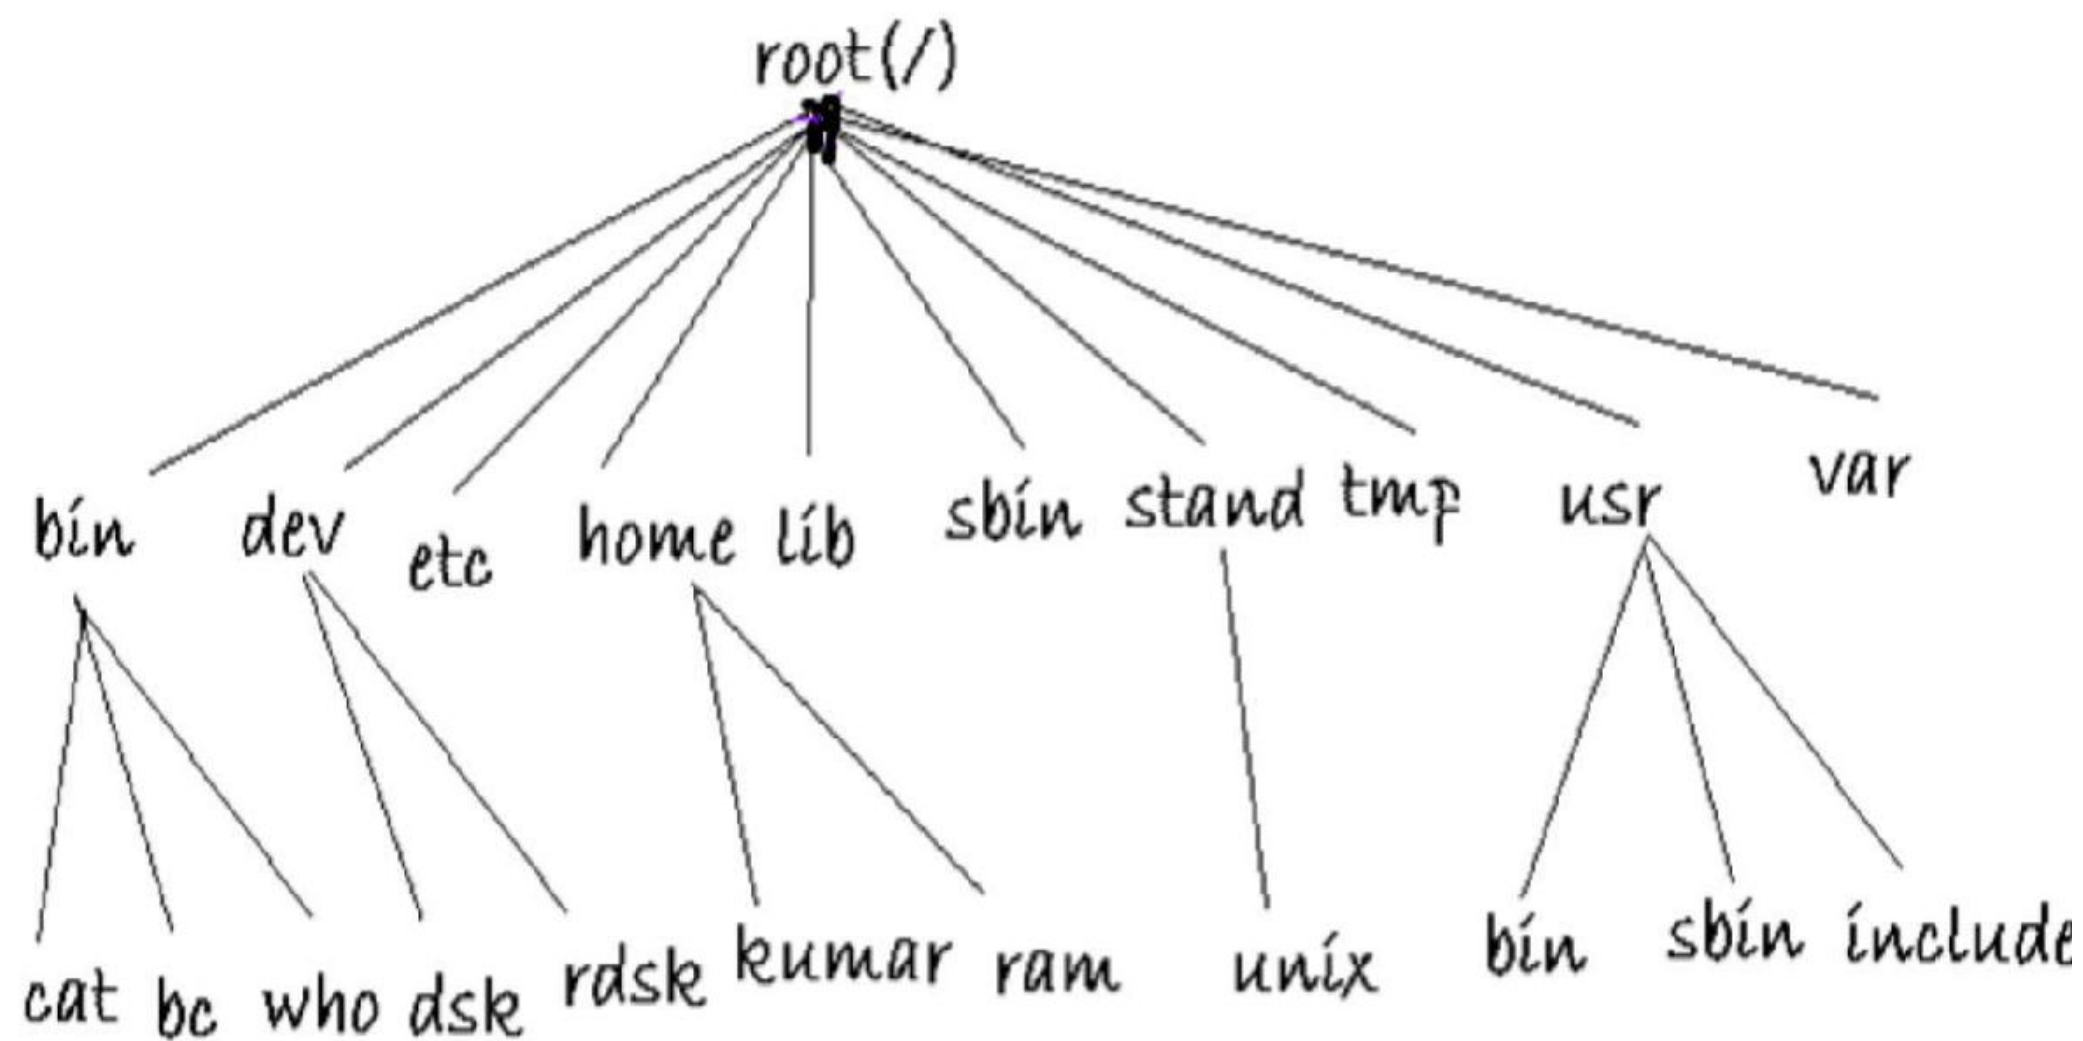 root(/)
bin dev etc home lib sbin stand tmp usr var
cat bc who dsk rdsk kumar ram unix bin sbin include